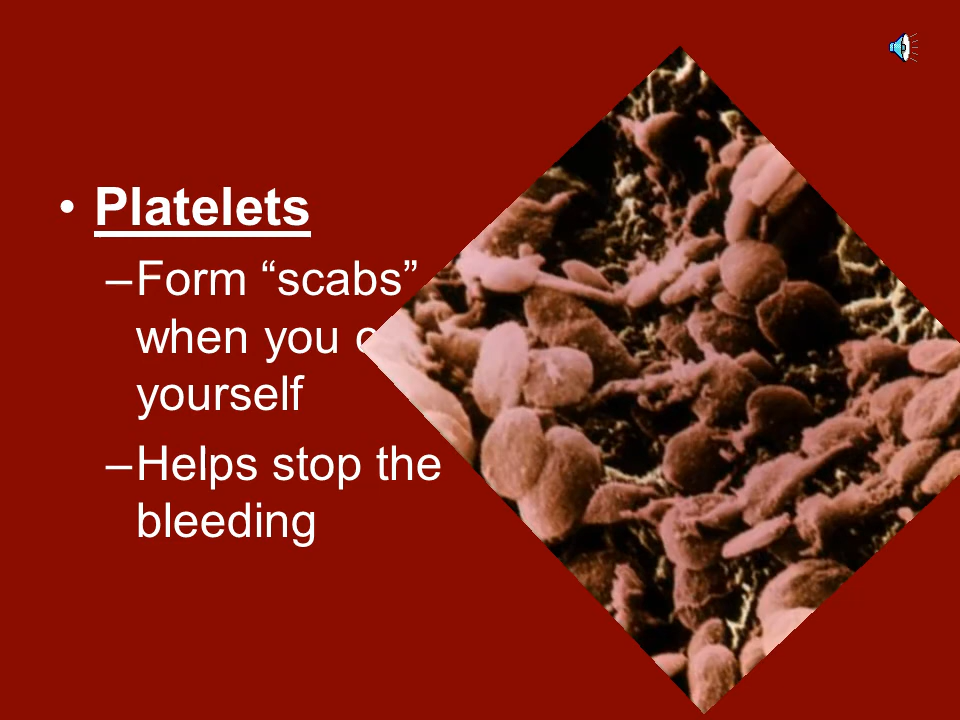 • Platelets
–Form “scabs”
when you
yourself
–Helps stop the
bleeding